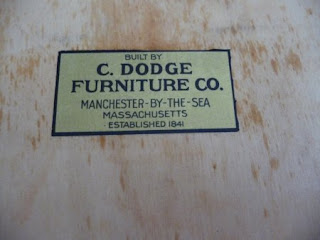 BUILT BY
C. DODGE
FURNITURE CO.
MANCHESTER-BY-THE-SEA
MASSACHUSETTS
-ESTABLISHED 1841